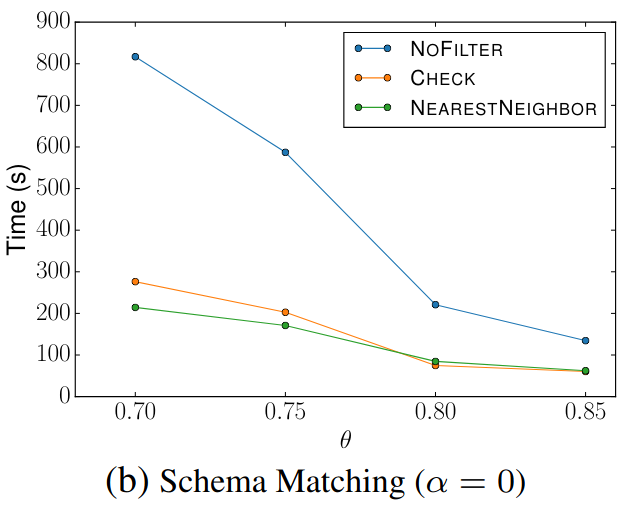 900
800
700
600
500
400
300
200
100
0
Time (s)
NOFILTER
CHECK
NEARESTNEIGHBOR
0.70 0.75 0.80 0.85
θ
(b) Schema Matching (α = 0)